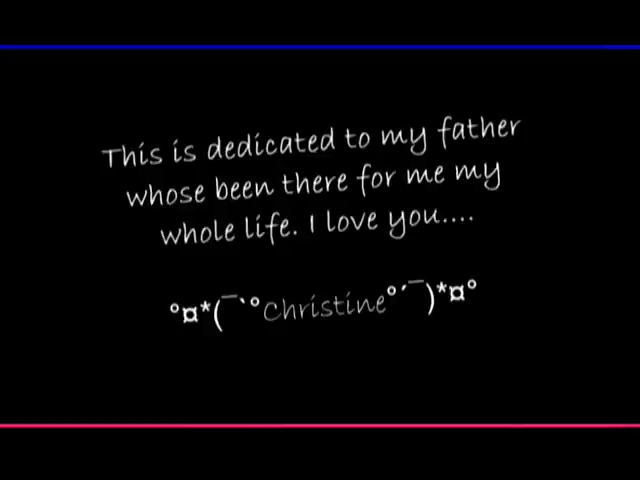 This is dedicated to my father
whose been there for me my
whole life. I love you....
°¤*(¯`°Christine°´¯)*¤°